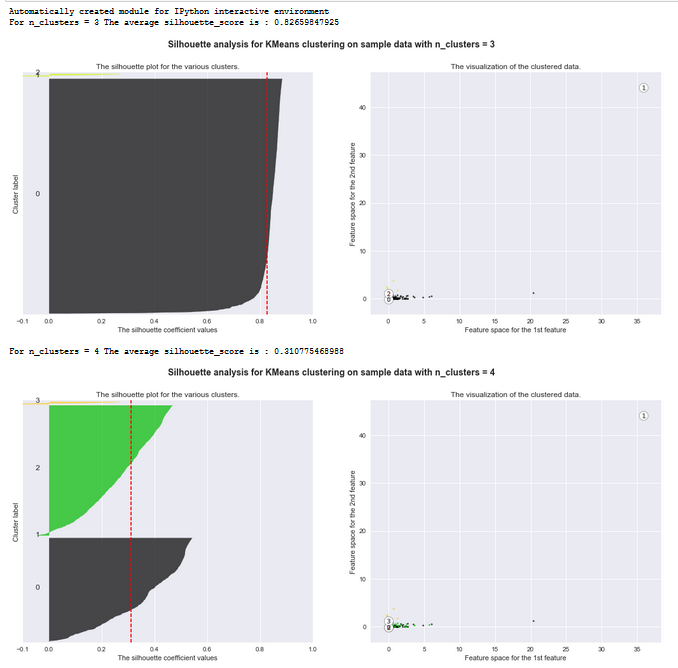 Automatically created module for IPython interactive environment
For n_clusters = 3 The average silhouette_score is : 0.82659847925
Silhouette analysis for KMeans clustering on sample data with n_clusters = 3
The silhouette plot for the various clusters.
2
0
Cluster label
−0.1 0.0 0.2 0.4 0.6 0.8 1.0
The silhouette coefficient values
The visualization of the clustered data.
1
40
30
20
10
0
2
0
Feature space for the 2nd feature
0 5 10 15 20 25 30 35
Feature space for the 1st feature
For n_clusters = 4 The average silhouette_score is : 0.310775468988
Silhouette analysis for KMeans clustering on sample data with n_clusters = 4
The silhouette plot for the various clusters.
3
2
1
0
Cluster label
−0.1 0.0 0.2 0.4 0.6 0.8 1.0
The silhouette coefficient values
The visualization of the clustered data.
1
40
30
20
10
0
3
Feature space for the 2nd feature
0 5 10 15 20 25 30 35
Feature space for the 1st feature